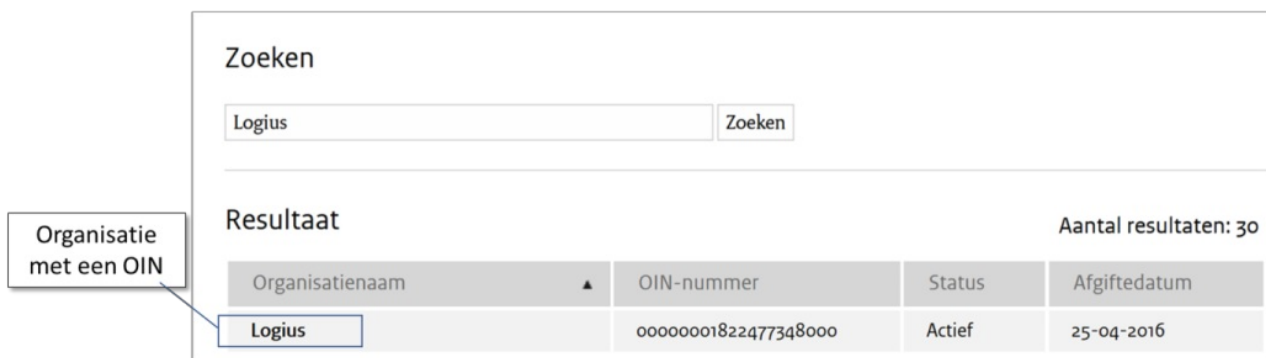 Zoeken
Logius Zoeken
Resultaat
Aantal resultaten: 30
Organisatie
met een OIN
Organisatienaam ▲ OIN-nummer Status Afgiftedatum
Logius 00000001822477348000 Actief 25-04-2016